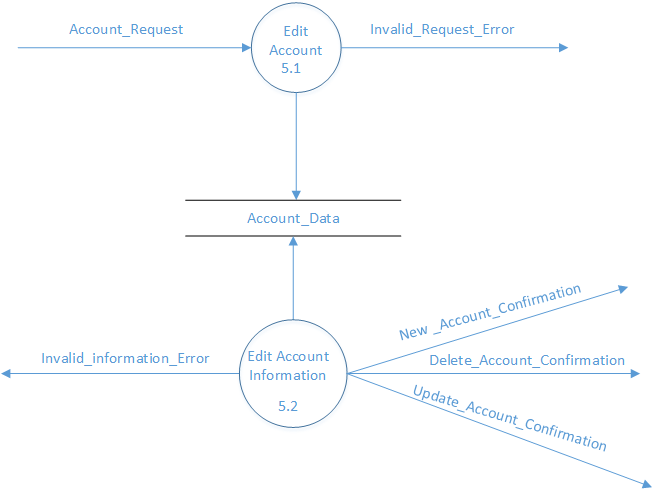 Account_Request
Edit
Account
5.1
Invalid_Request_Error
Account_Data
New _Account_Confirmation
Invalid_information_Error
Edit Account
Information
5.2
Delete_Account_Confirmation
Update_Account_Confirmation